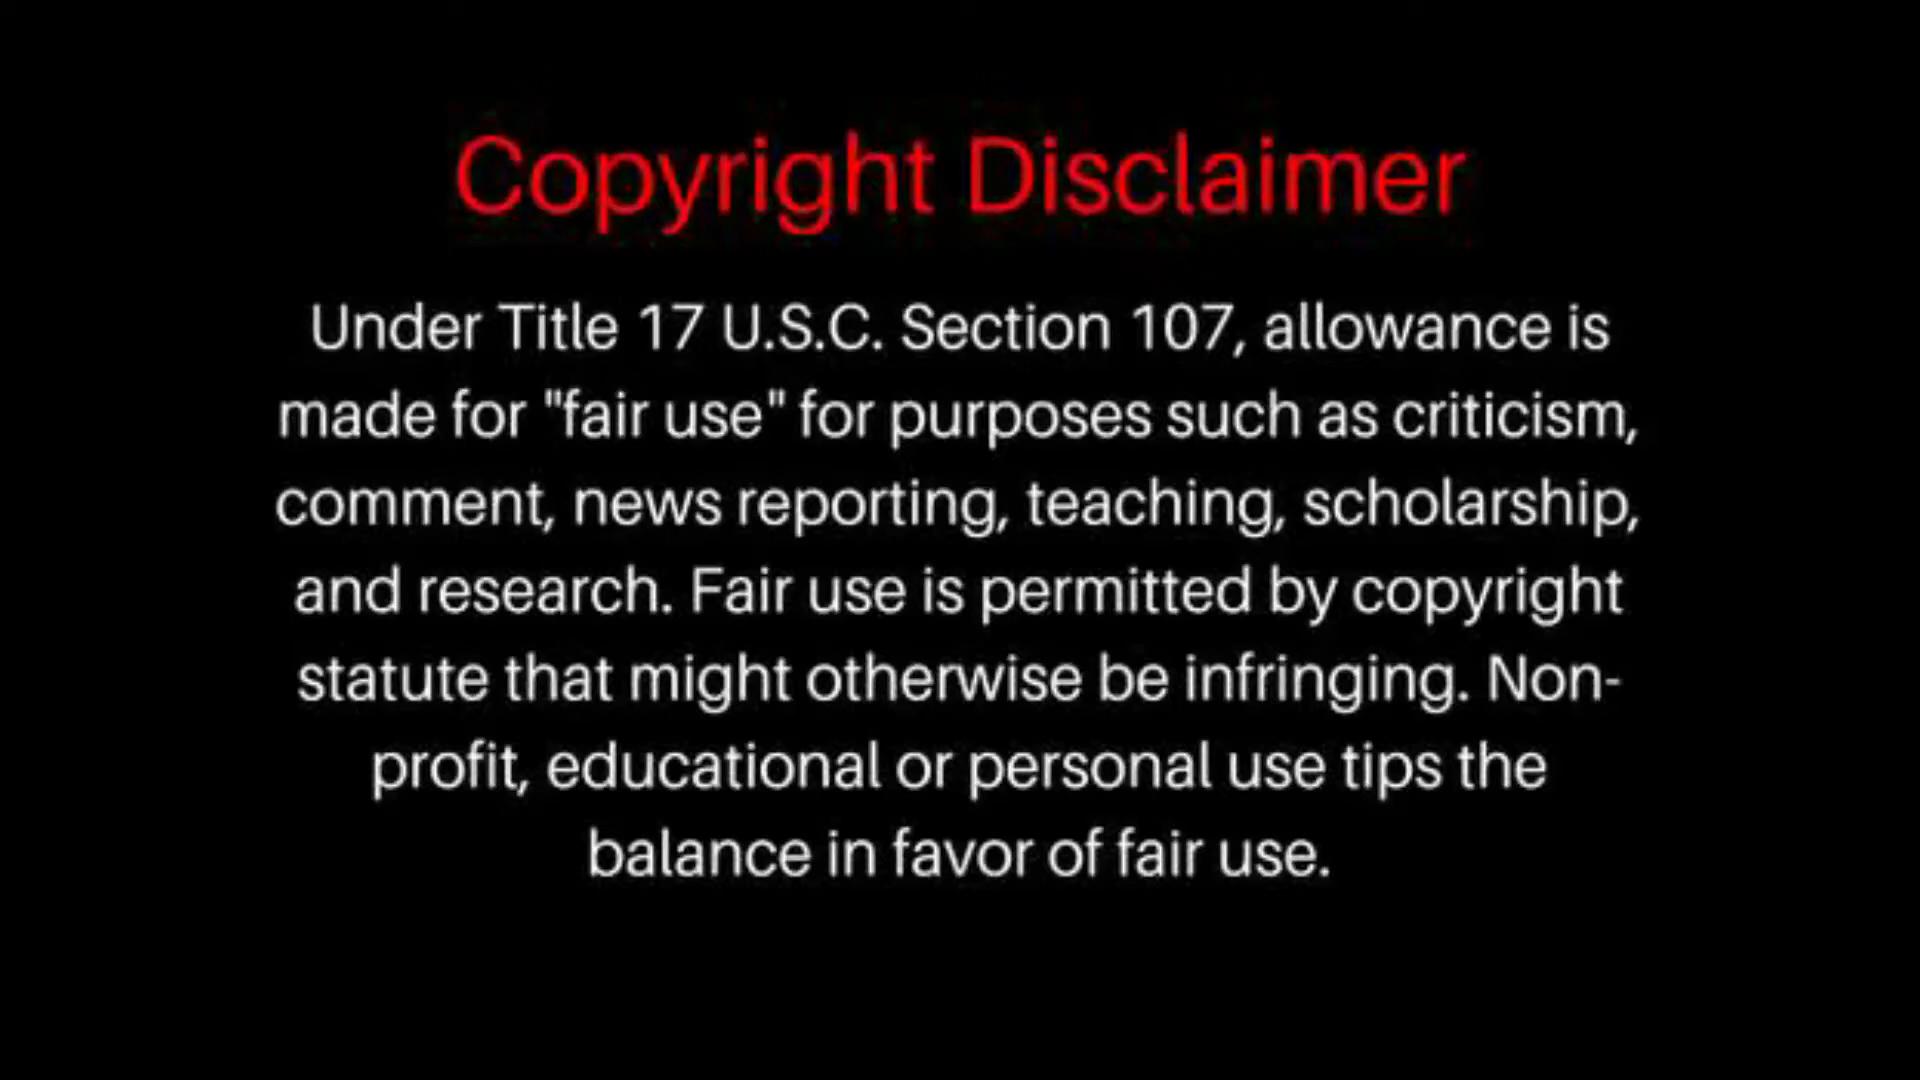 Copyright Disclaimer
Under Title 17 U.S.C. Section 107, allowance is
made for "fair use" for purposes such as criticism,
comment, news reporting, teaching, scholarship,
and research. Fair use is permitted by copyright
statute that might otherwise be infringing. Non-
profit, educational or personal use tips the
balance in favor of fair use.